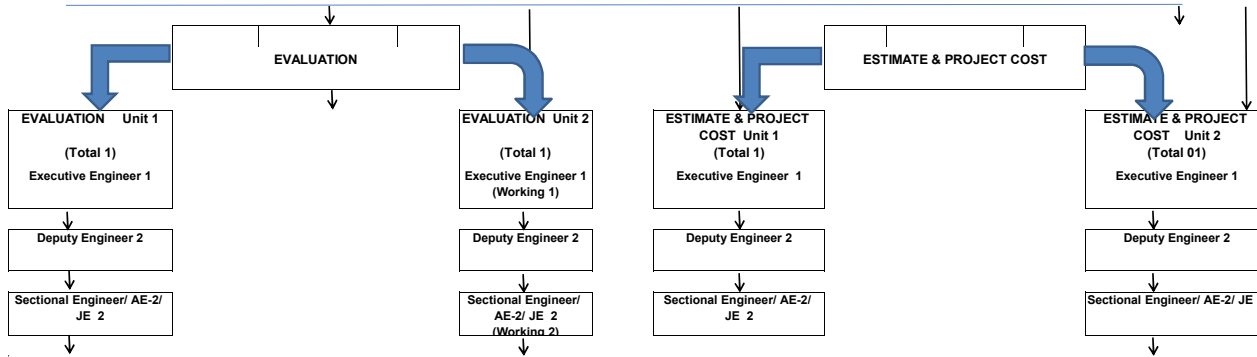 EVALUATION
ESTIMATE & PROJECT COST
EVALUATION Unit 1
(Total 1)
Executive Engineer 1
EVALUATION Unit 2
(Total 1)
Executive Engineer 1
(Working 1)
ESTIMATE & PROJECT
COST Unit 1
(Total 1)
Executive Engineer 1
ESTIMATE & PROJECT
COST Unit 2
(Total 01)
Executive Engineer 1
Deputy Engineer 2
Deputy Engineer 2
Deputy Engineer 2
Deputy Engineer 2
Sectional Engineer/ AE-2/
JE 2
Sectional Engineer/
AE-2/ JE 2
(Working 2)
Sectional Engineer/ AE-2/
JE 2
Sectional Engineer/ AE-2/ JE